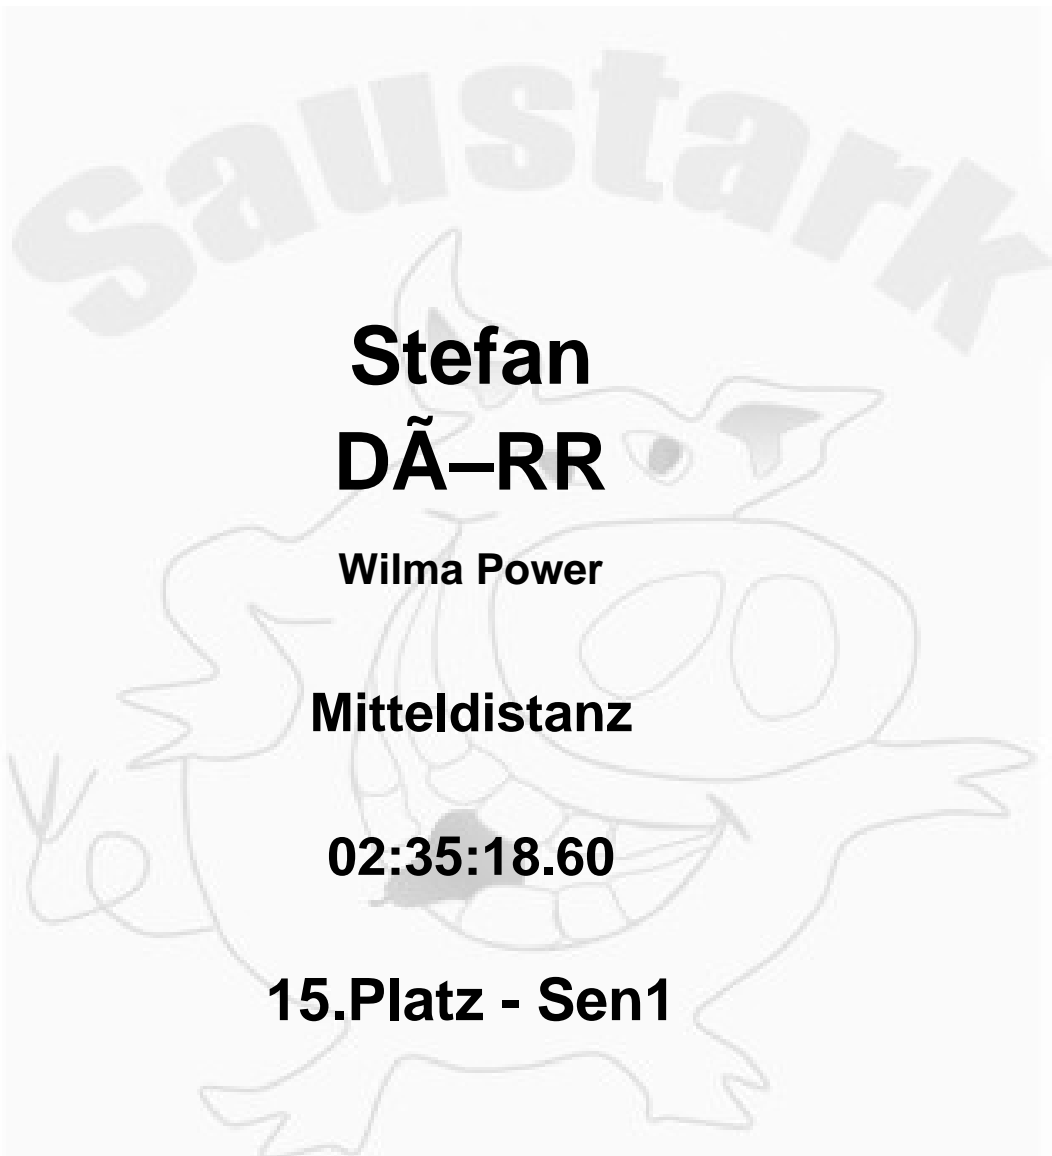 Saustark
Stefan
DÃ–RR
Wilma Power
Mitteldistanz
02:35:18.60
15.Platz - Sen1